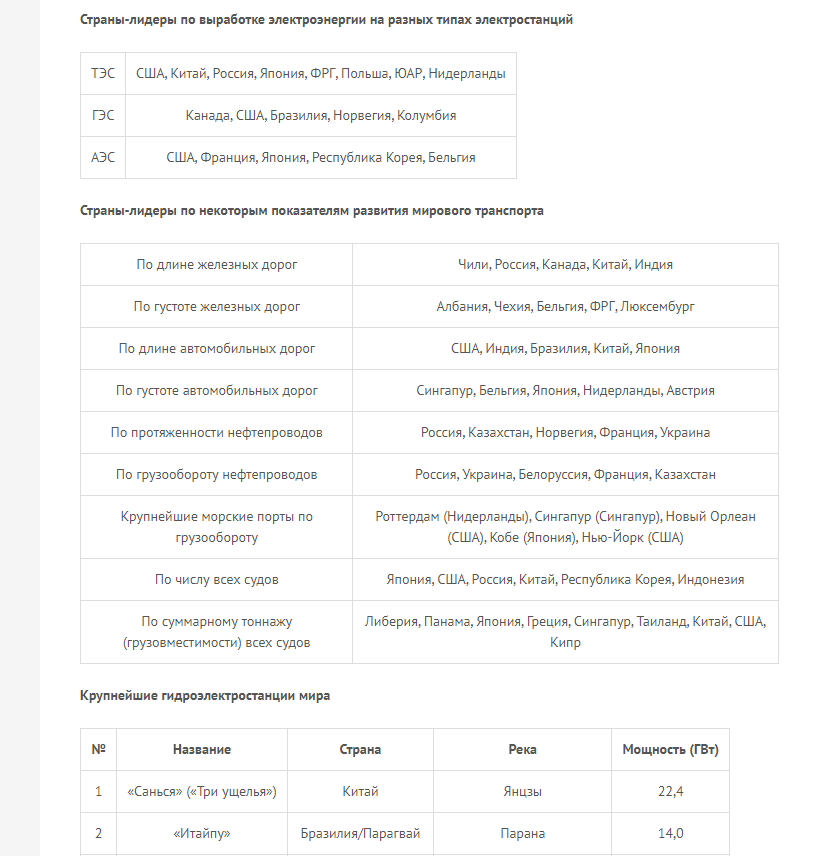 Страны-лидеры по выработке электроэнергии на разных типах электростанций
ТЭС США, Китай, Россия, Япония, ФРГ, Польша, ЮАР, Нидерланды
ГЭС Канада, США, Бразилия, Норвегия, Колумбия
АЭС США, Франция, Япония, Республика Корея, Бельгия
Страны-лидеры по некоторым показателям развития мирового транспорта
По длине железных дорог Чили, Россия, Канада, Китай, Индия
По густоте железных дорог Албания, Чехия, Бельгия, ФРГ, Люксембург
По длине автомобильных дорог США, Индия, Бразилия, Китай, Япония
По густоте автомобильных дорог Сингапур, Бельгия, Япония, Нидерланды, Австрия
По протяженности нефтепроводов Россия, Казахстан, Норвегия, Франция, Украина
По грузообороту нефтепроводов Россия, Украина, Белоруссия, Франция, Казахстан
Крупнейшие морские порты по
грузообороту
Роттердам (Нидерланды), Сингапур (Сингапур), Новый Орлеан
(США), Кобе (Япония), Нью-Йорк (США)
По числу всех судов Япония, США, Россия, Китай, Республика Корея, Индонезия
По суммарному тоннажу
(грузовместимости) всех судов
Либерия, Панама, Япония, Греция, Сингапур, Таиланд, Китай, США,
Кипр
Крупнейшие гидроэлектростанции мира
№ Название Страна Река Мощность (ГВт)
1 «Санься» («Три ущелья») Китай Янцзы 22,4
2 «Итайпу» Бразилия/Парагвай Парана 14,0